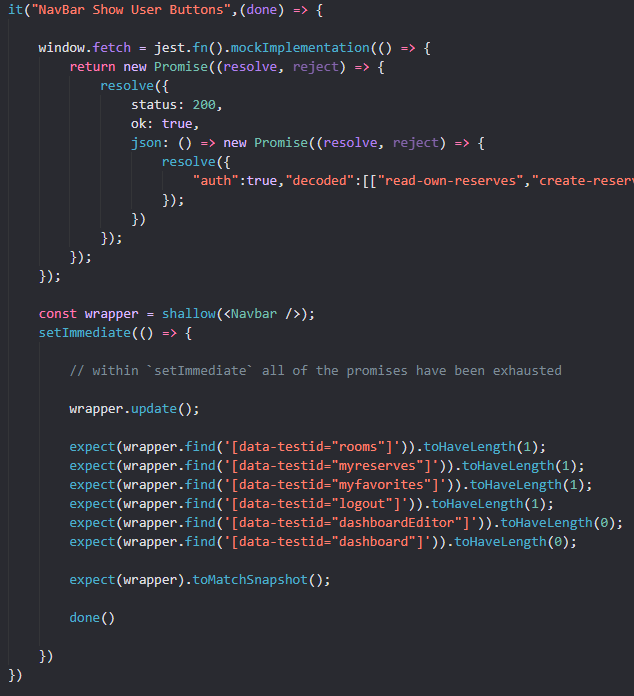 it("NavBar Show User Buttons",(done) => {
window.fetch = jest.fn().mockImplementation(() => {
return new Promise((resolve, reject) => {
resolve({
status: 200,
ok: true,
json: () => new Promise((resolve, reject) => {
resolve({
"auth":true,"decoded":[["read-own-reserves","create-reserv
});
})
});
});
});
const wrapper = shallow(<Navbar />);
setImmediate(() => {
// within `setImmediate` all of the promises have been exhausted
wrapper.update();
expect(wrapper.find('[data-testid="rooms"]')).toHaveLength(1);
expect(wrapper.find('[data-testid="myreserves"]')).toHaveLength(1);
expect(wrapper.find('[data-testid="myfavorites"]')).toHaveLength(1);
expect(wrapper.find('[data-testid="logout"]')).toHaveLength(1);
expect(wrapper.find('[data-testid="dashboardEditor"]')).toHaveLength(0);
expect(wrapper.find('[data-testid="dashboard"]')).toHaveLength(0);
expect(wrapper).toMatchSnapshot();
done()
})
})